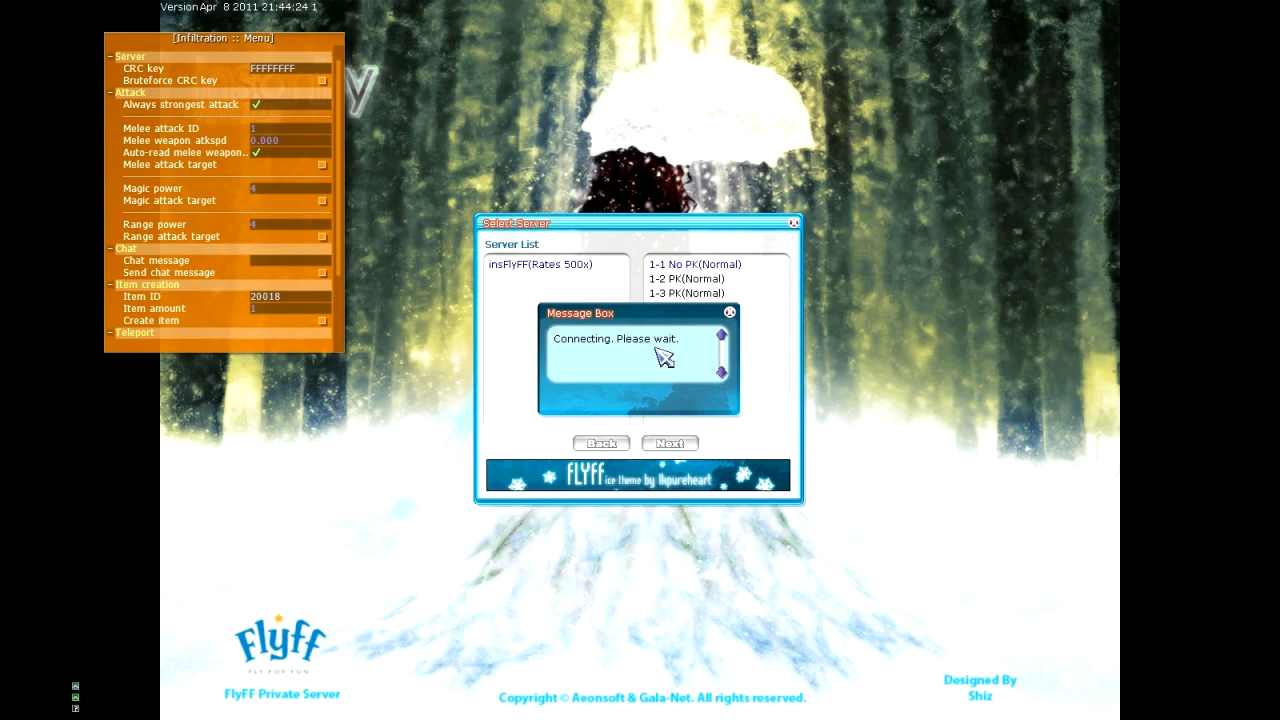 Version Apr 8 2011 21:44:24 1
[Infiltration :: Menu]
Server
CRC key FFFFFFFF
Bruteforce CRC key
Attack
Always strongest attack
Melee attack ID 1
Melee weapon atkspd 0.000
Auto-read melee weapon..
Melee attack target
Magic power 4
Magic attack target
Range power 4
Range attack target
Chat
Chat message
Send chat message
Item creation
Item ID 20018
Item amount 1
Create item
Teleport
Select Server
Server List
insFlyFF(Rates 500x)
1-1 No PK(Normal)
1-2 PK(Normal)
1-3 PK(Normal)
Message Box
Connecting. Please wait.
Back Next
FLYFF ice theme by lkpureheart
Flyff
FLY FOR FUN
FlyFF Private Server
Copyright © Aeonsoft & Gala-Net. All rights reserved.
Designed By
Shiz